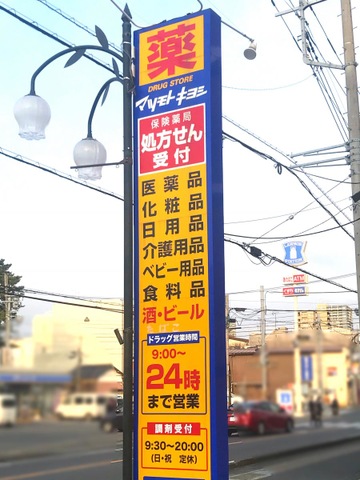 薬
DRUG STORE
マツモトキヨシ
保険薬局
処方せん
受付
医薬品
化粧品
日用品
介護用品
ベビー用品
食料品
酒・ビール
たばこ
ドラッグ営業時間
9:00〜
24時
まで営業
調剤受付
9:30〜20:00
(日・祝 定休)